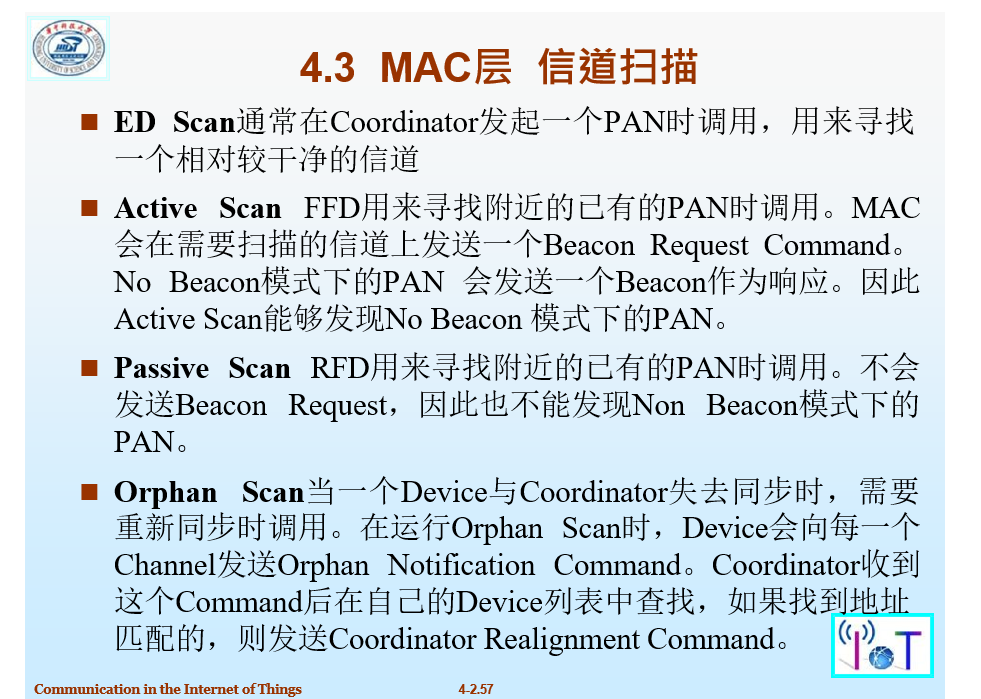 4.3 MAC层 信道扫描
ED Scan通常在Coordinator发起一个PAN时调用，用来寻找
一个相对较干净的信道
Active Scan FFD用来寻找附近的已有的PAN时调用。MAC
会在需要扫描的信道上发送一个Beacon Request Command。
No Beacon模式下的PAN 会发送一个Beacon作为响应。因此
Active Scan能够发现No Beacon 模式下的PAN。
Passive Scan RFD用来寻找附近的已有的PAN时调用。不会
发送Beacon Request，因此也不能发现Non Beacon模式下的
PAN。
Orphan Scan当一个Device与Coordinator失去同步时，需要
重新同步时调用。在运行Orphan Scan时，Device会向每一个
Channel发送Orphan Notification Command。Coordinator收到
这个Command后在自己的Device列表中查找，如果找到地址
匹配的，则发送Coordinator Realignment Command。
IoT
Communication in the Internet of Things
4-2.57